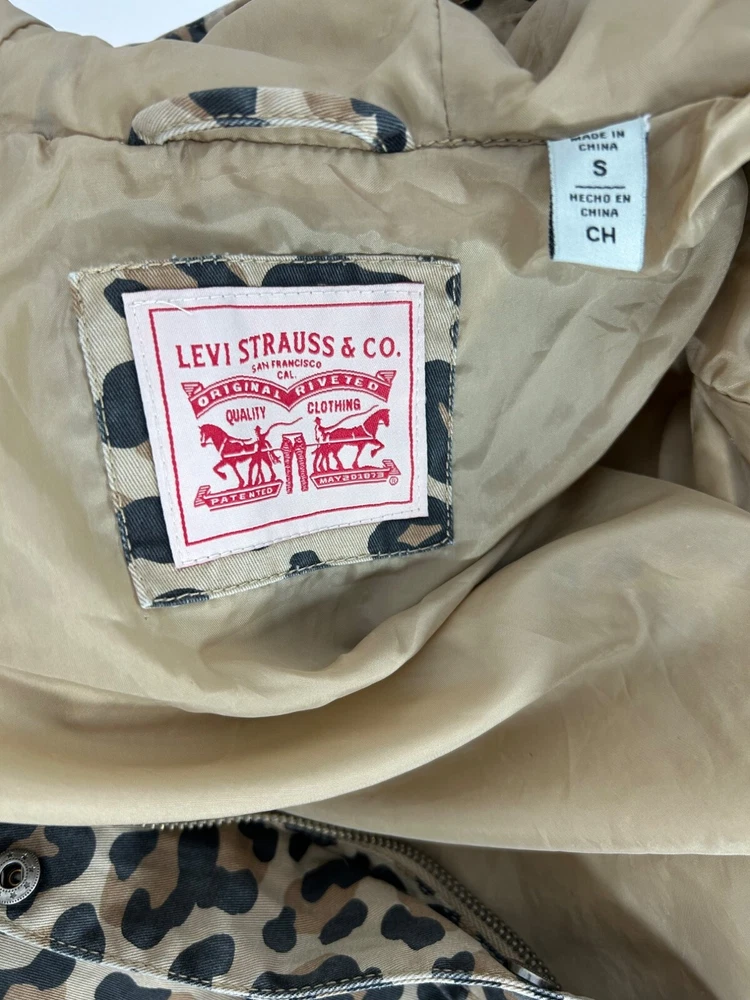 LEVI STRAUSS & CO.
SAN FRANCISCO
CAL.
ORIGINAL RIVETED
QUALITY CLOTHING
PATENTED MAY 20 1873
®
MADE IN
CHINA
S
HECHO EN
CHINA
CH